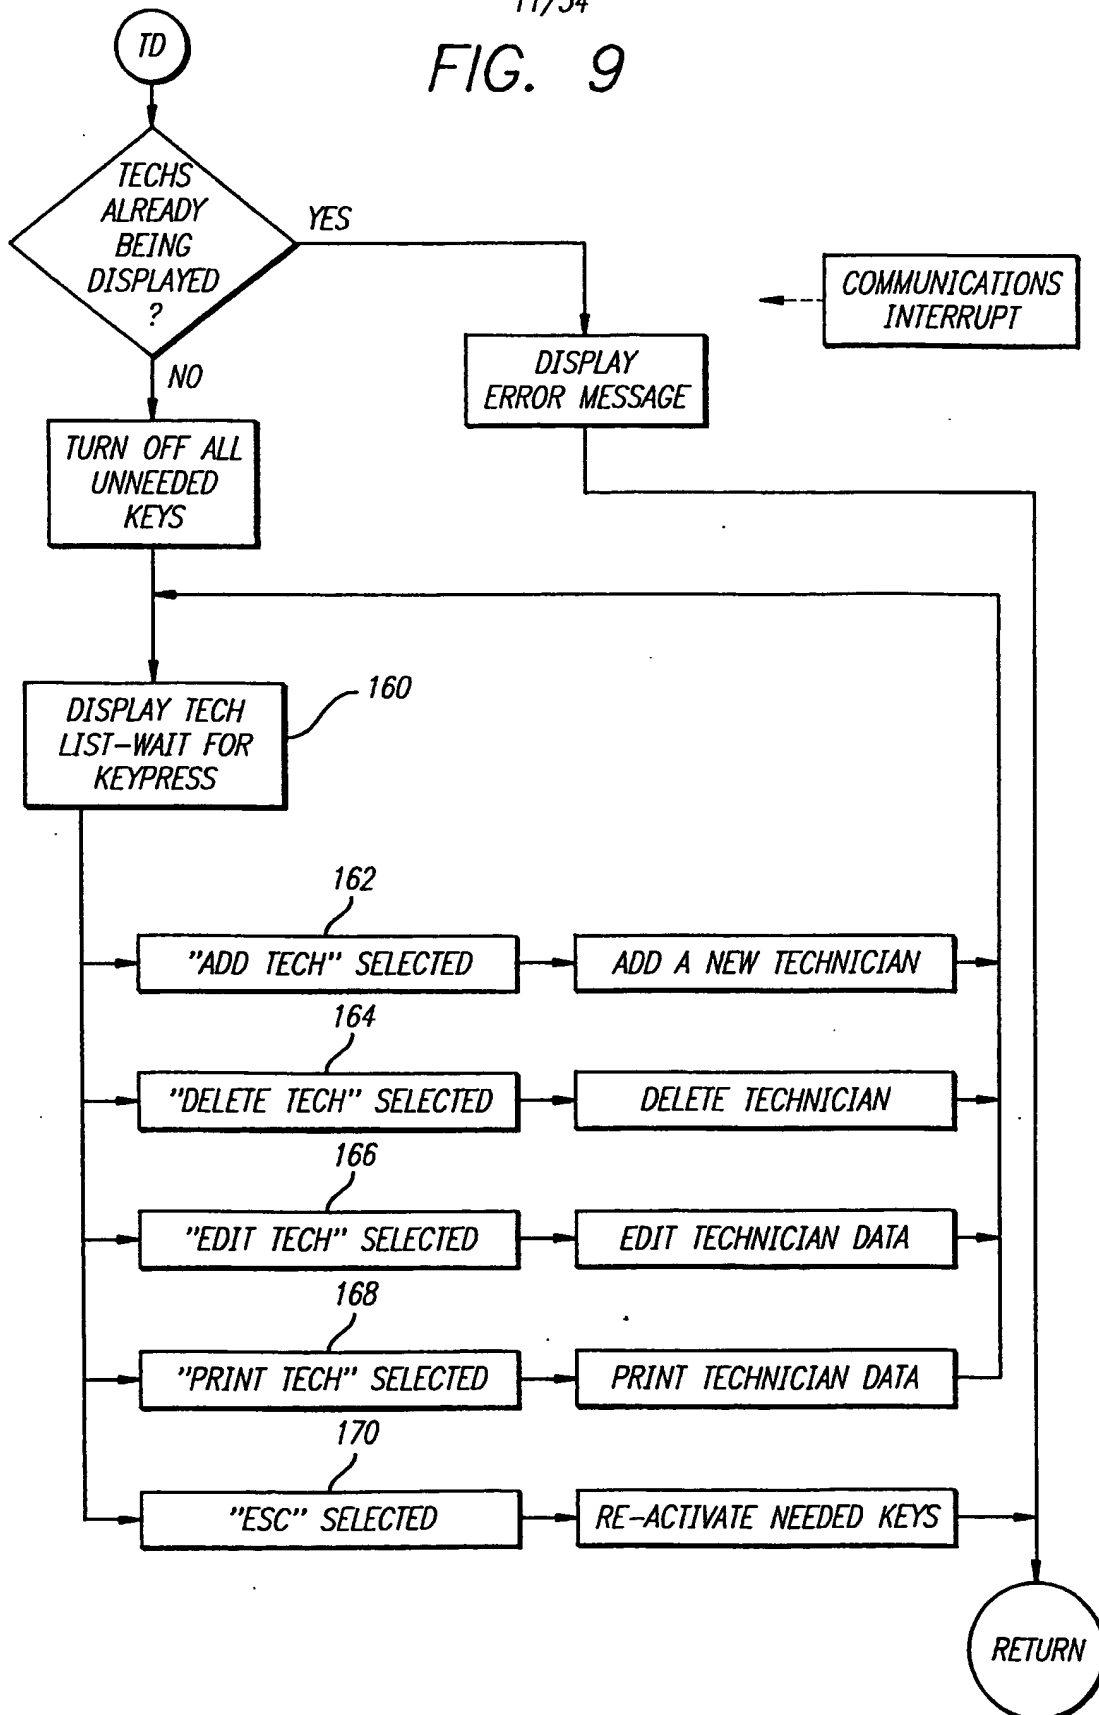 TD
FIG. 9
TECHS
ALREADY
BEING
DISPLAYED
?
YES
NO
COMMUNICATIONS
INTERRUPT
DISPLAY
ERROR MESSAGE
TURN OFF ALL
UNNEEDED
KEYS
DISPLAY TECH
LIST-WAIT FOR
KEYPRESS
160
162
"ADD TECH" SELECTED
ADD A NEW TECHNICIAN
164
"DELETE TECH" SELECTED
DELETE TECHNICIAN
166
"EDIT TECH" SELECTED
EDIT TECHNICIAN DATA
168
"PRINT TECH" SELECTED
PRINT TECHNICIAN DATA
170
"ESC" SELECTED
RE-ACTIVATE NEEDED KEYS
RETURN